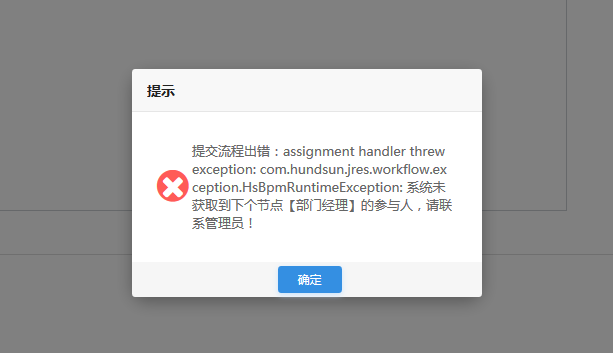 提示
提交流程出错：assignment handler threw
exception: com.hundsun.jres.workflow.ex
ception.HsBpmRuntimeException: 系统未
获取到下个节点【部门经理】的参与人，请联
系管理员！
确定